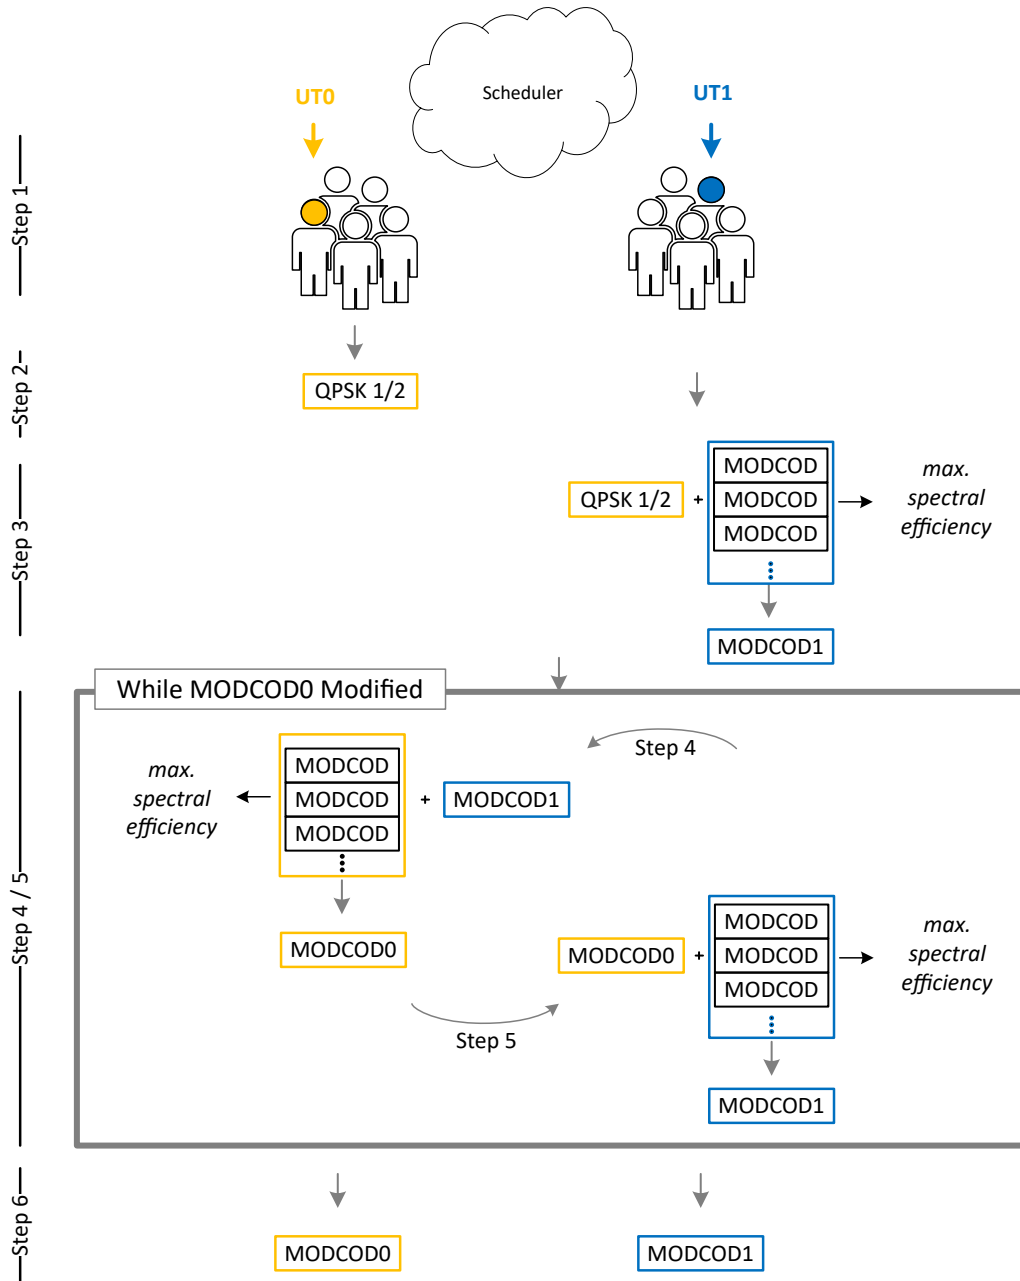 Scheduler
UT0
UT1
Step 1
Step 2
QPSK 1/2
Step 3
QPSK 1/2
+
MODCOD
MODCOD
MODCOD
max.
spectral
efficiency
MODCOD1
While MODCOD0 Modified
Step 4 / 5
Step 4
max.
spectral
efficiency
MODCOD
MODCOD
MODCOD
+
MODCOD1
MODCOD0
Step 5
MODCOD0
+
MODCOD
MODCOD
MODCOD
max.
spectral
efficiency
MODCOD1
Step 6
MODCOD0
MODCOD1